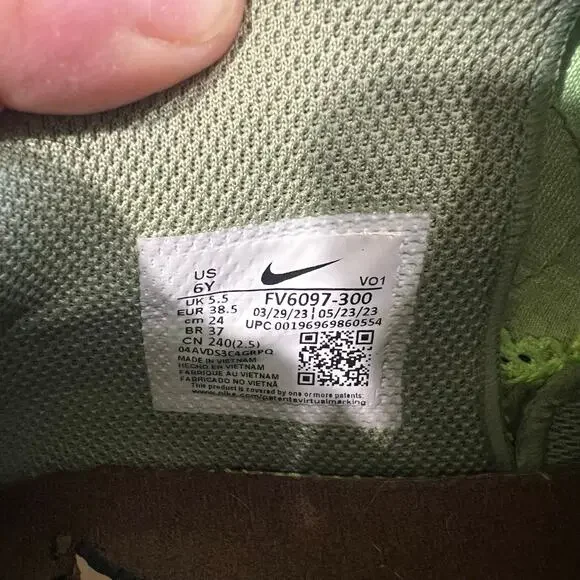 US
6Y
UK 5.5
EUR 38.5
cm 24
BR 37
CN 240(2.5)
04AVDS3C4GRPQ
VO1
FV6097-300
03/29/23 | 05/23/23
UPC 00196969860554
MADE IN VIETNAM
HECHO EN VIETNAM
FABRIQUE AU VIETNAM
FABRICADO NO VIETNÃ
This product is covered by one or more patents:
www.nike.com/patentsvirtualmarking